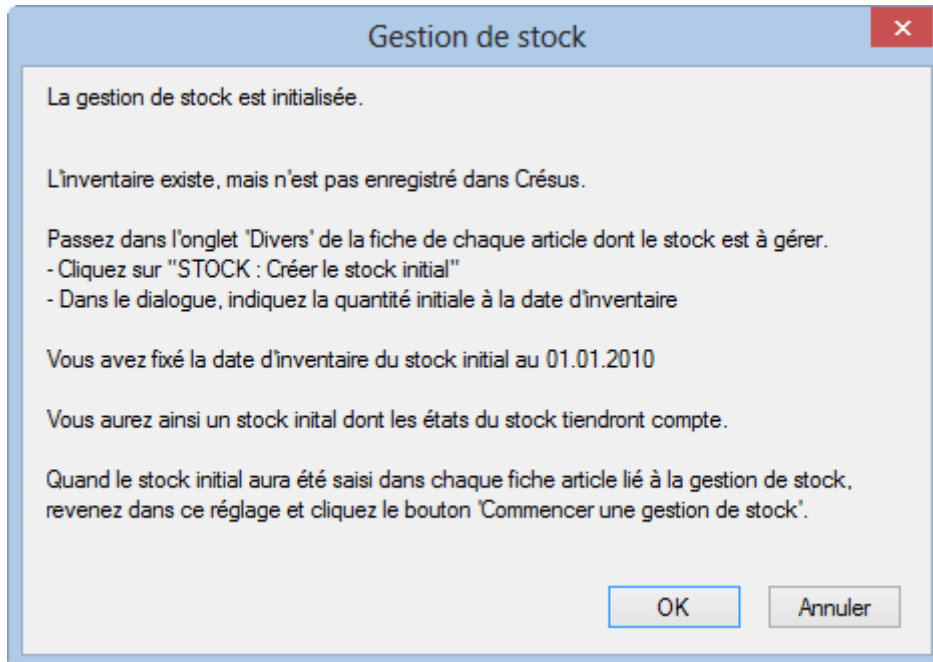 Gestion de stock
La gestion de stock est initialisée.
L'inventaire existe, mais n'est pas enregistré dans Crésus.
Passez dans l'onglet 'Divers' de la fiche de chaque article dont le stock est à gérer.
- Cliquez sur "STOCK : Créer le stock initial"
- Dans le dialogue, indiquez la quantité initiale à la date d'inventaire
Vous avez fixé la date d'inventaire du stock initial au 01.01.2010
Vous aurez ainsi un stock inital dont les états du stock tiendront compte.
Quand le stock initial aura été saisi dans chaque fiche article lié à la gestion de stock,
revenez dans ce réglage et cliquez le bouton 'Commencer une gestion de stock'.
OK
Annuler